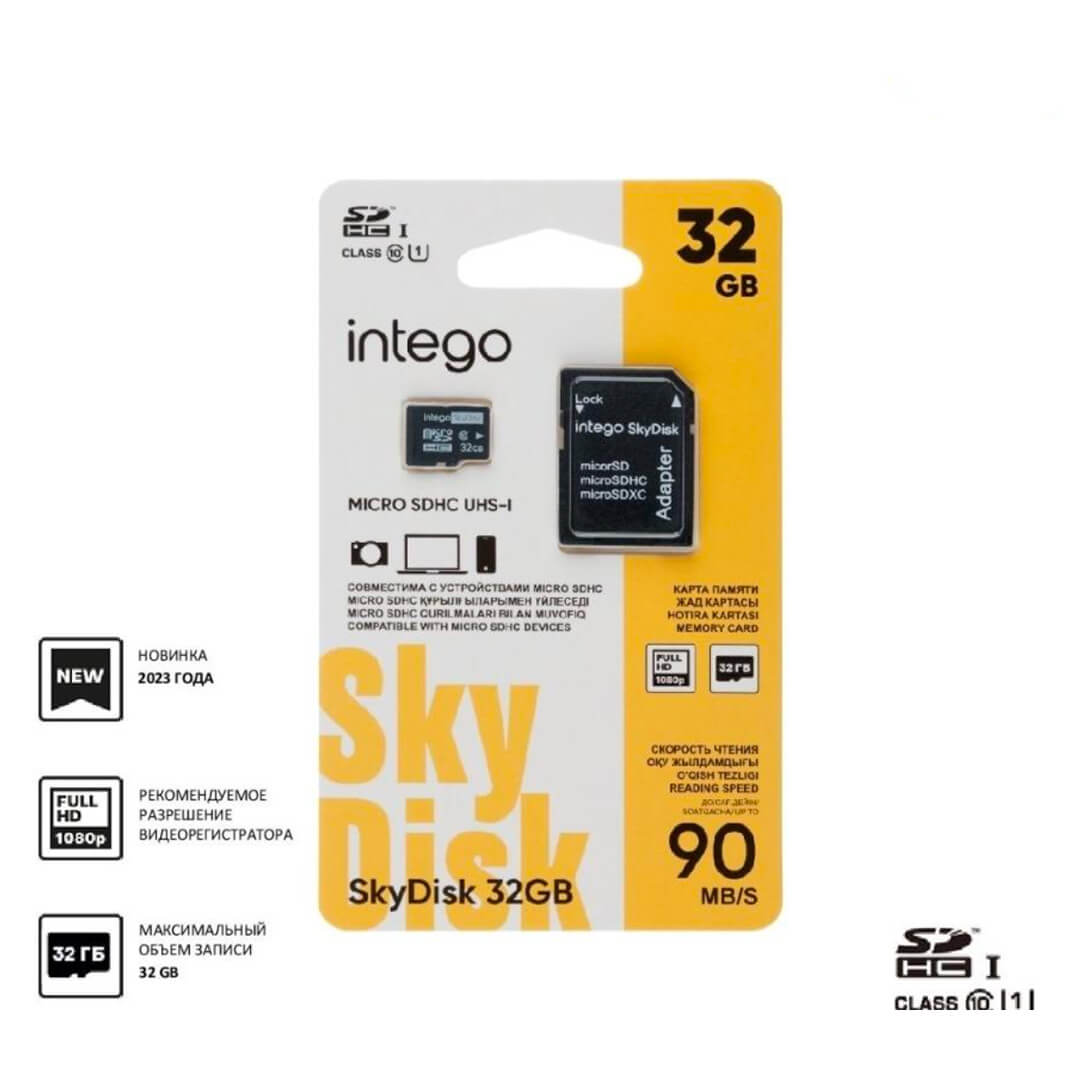 SD HC I
CLASS 10 1
32
GB
intego
intego SkyDisk
micro SD HC
32GB
Lock
intego SkyDisk
micorSD
microSDHC
microSDXC
Adapter
MICRO SDHC UHS-I
СОВМЕСТИМА С УСТРОЙСТВАМИ MICRO SDHC
MICRO SDHC ҚҰРЫЛҒЫЛАРЫМЕН ҮЙЛЕСЕДІ
MICRO SDHC QURILMALARI BILAN MUVOFIQ
COMPATIBLE WITH MICRO SDHC DEVICES
КАРТА ПАМЯТИ
ЖАД КАРТАСЫ
HOTIRA KARTASI
MEMORY CARD
FULL
HD
1080p
32 ГБ
Sky
Disk
SkyDisk 32GB
СКОРОСТЬ ЧТЕНИЯ
ОҚУ ЖЫЛДАМДЫҒЫ
O'QISH TEZLIGI
READING SPEED
90
MB/S
NEW
НОВИНКА
2023 ГОДА
FULL
HD
1080p
РЕКОМЕНДУЕМОЕ
РАЗРЕШЕНИЕ
ВИДЕОРЕГИСТРАТОРА
32 ГБ
МАКСИМАЛЬНЫЙ
ОБЪЕМ ЗАПИСИ
32 GB
SD HC I
CLASS 10 1